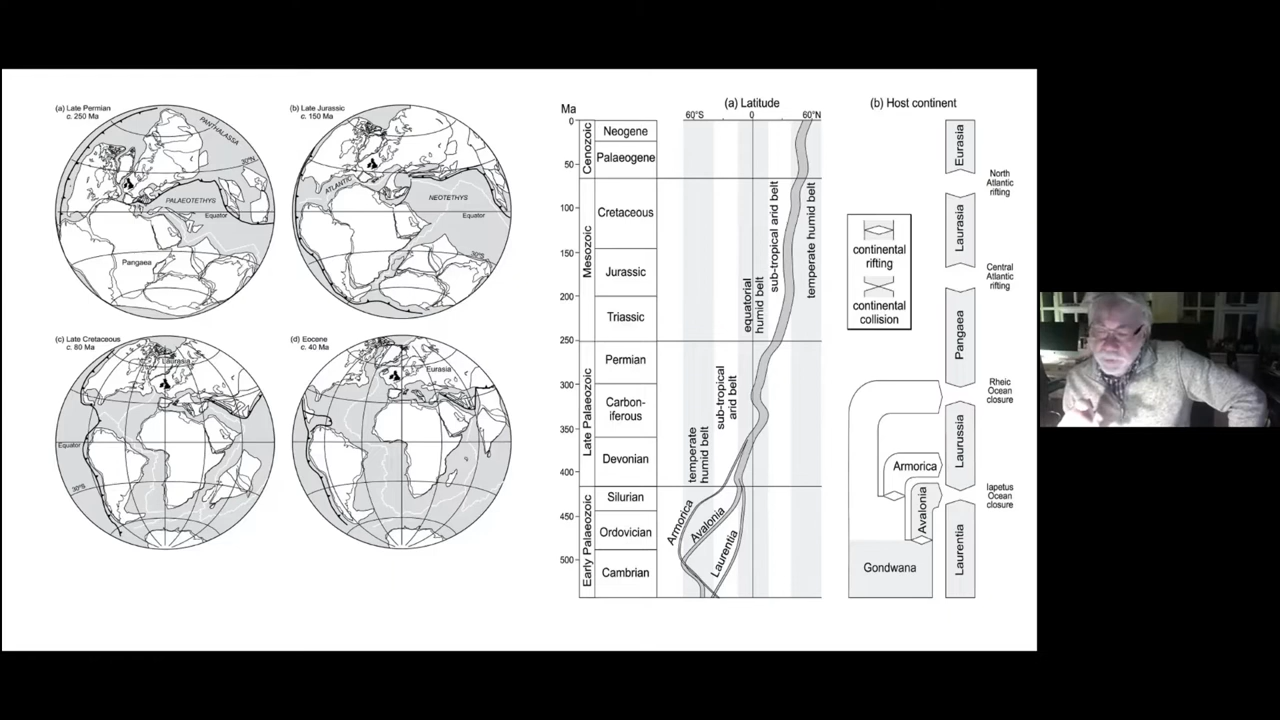 (a) Late Permian
c. 250 Ma
PANTHALASSA
30°N
PALAEOTETHYS
Equator
Pangaea
(b) Late Jurassic
c. 150 Ma
ATLANTIC
NEOTETHYS
Equator
30°S
(c) Late Cretaceous
c. 80 Ma
Laurasia
Equator
30°S
(d) Eocene
c. 40 Ma
Eurasia
Ma
(a) Latitude
60°S
0
60°N
0
50
100
150
200
250
300
350
400
450
500
Cenozoic
Mesozoic
Late Palaeozoic
Early Palaeozoic
Neogene
Palaeogene
Cretaceous
Jurassic
Triassic
Permian
Carbon-
iferous
Devonian
Silurian
Ordovician
Cambrian
temperate
humid belt
sub-tropical
arid belt
equatorial
humid belt
sub-tropical arid belt
temperate humid belt
Armorica
Avalonia
Laurentia
(b) Host continent
continental
rifting
continental
collision
Eurasia
North
Atlantic
rifting
Laurasia
Central
Atlantic
rifting
Pangaea
Rheic
Ocean
closure
Laurussia
Armorica
Iapetus
Ocean
closure
Avalonia
Gondwana
Laurentia